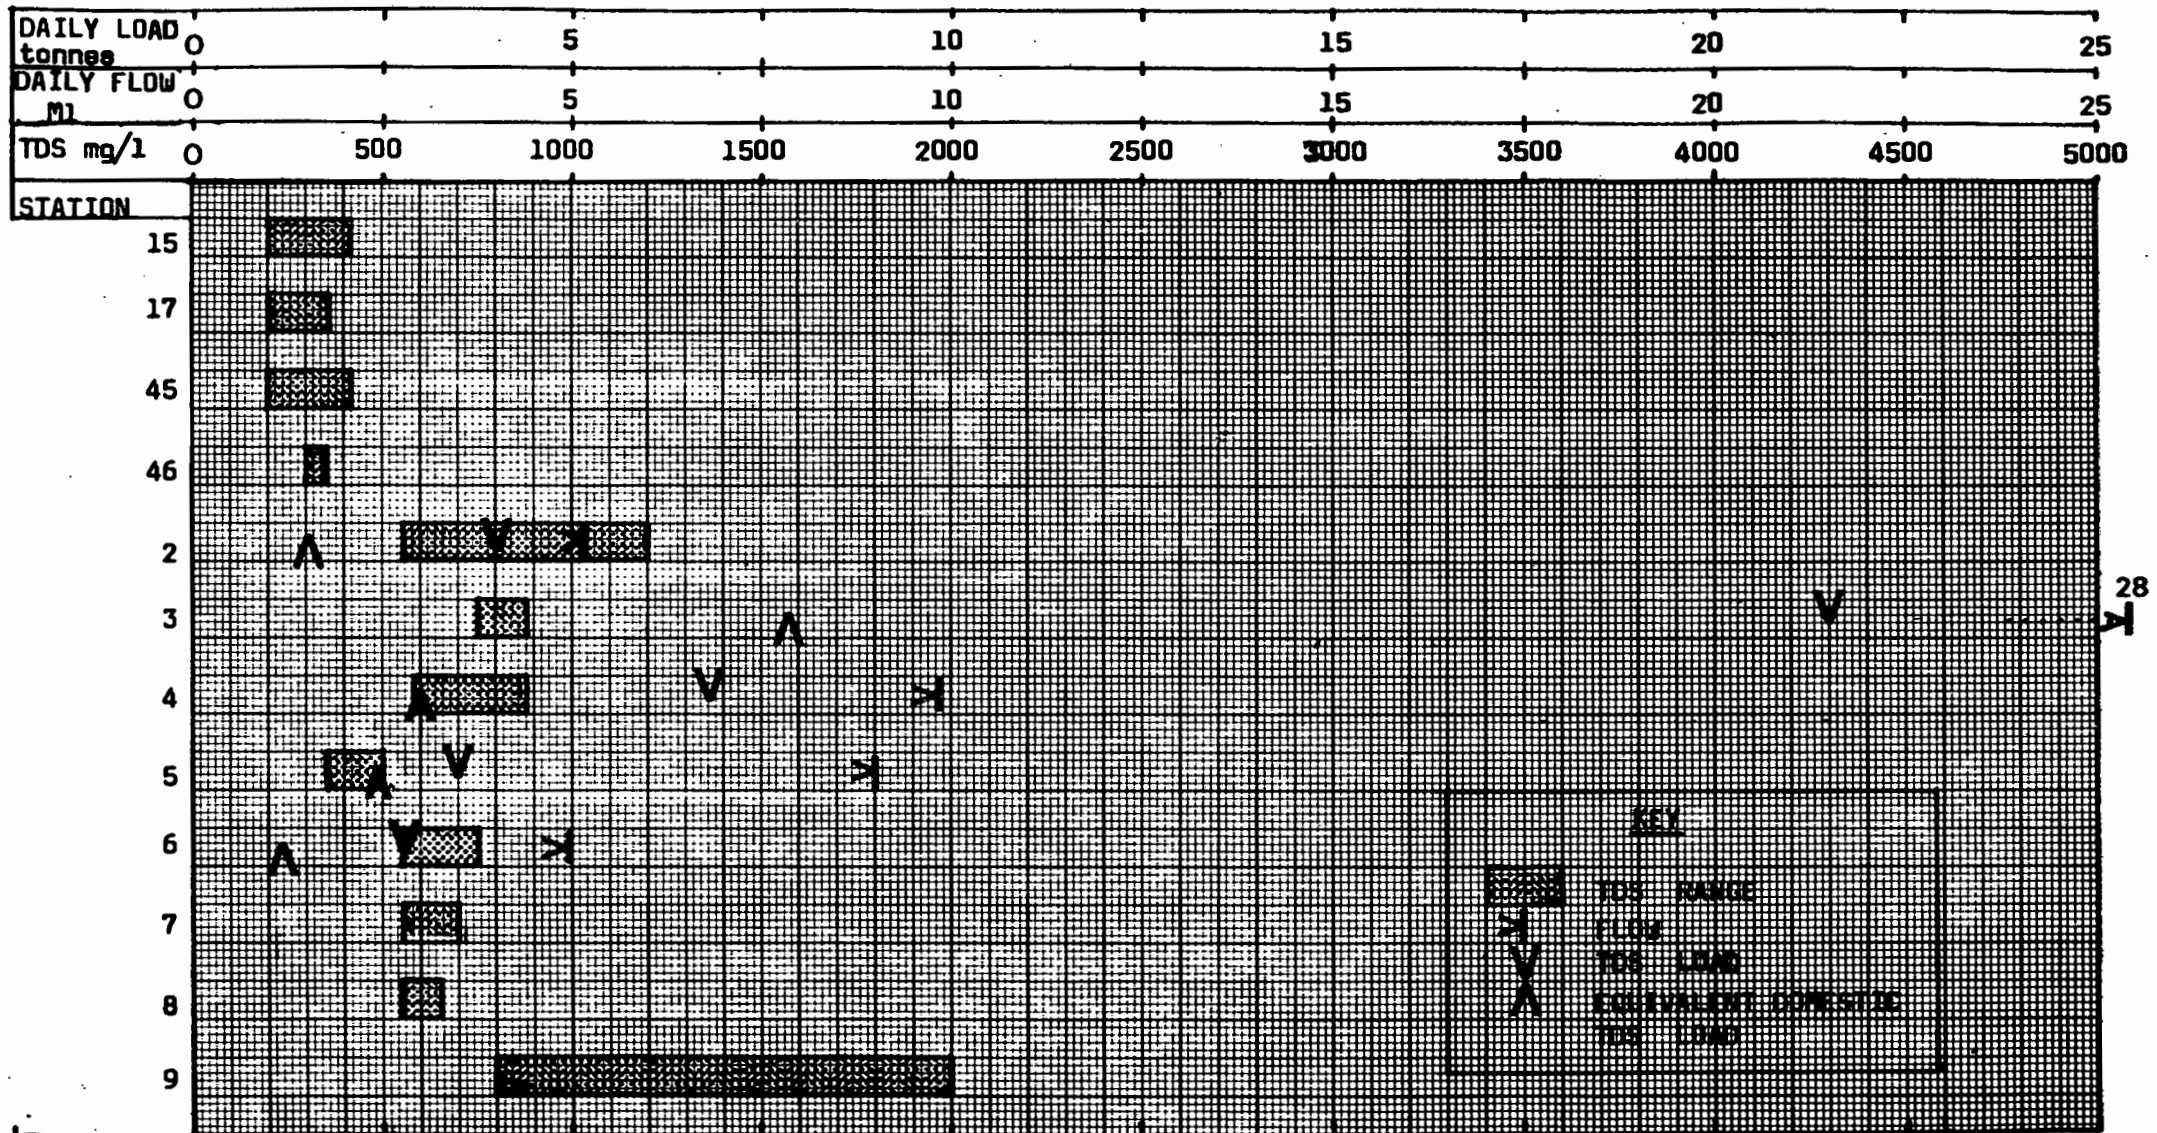 DAILY LOAD
tonnes 0 5 10 15 20 25
DAILY FLOW
Ml 0 5 10 15 20 25
TDS mg/l 0 500 1000 1500 2000 2500 3000 3500 4000 4500 5000
STATION
15
17
45
46
2
28
3
4
5
KEY
6
TDS RANGE
7
FLOW
TDS LOAD
8
EQUIVALENT DOMESTIC
TDS LOAD
9